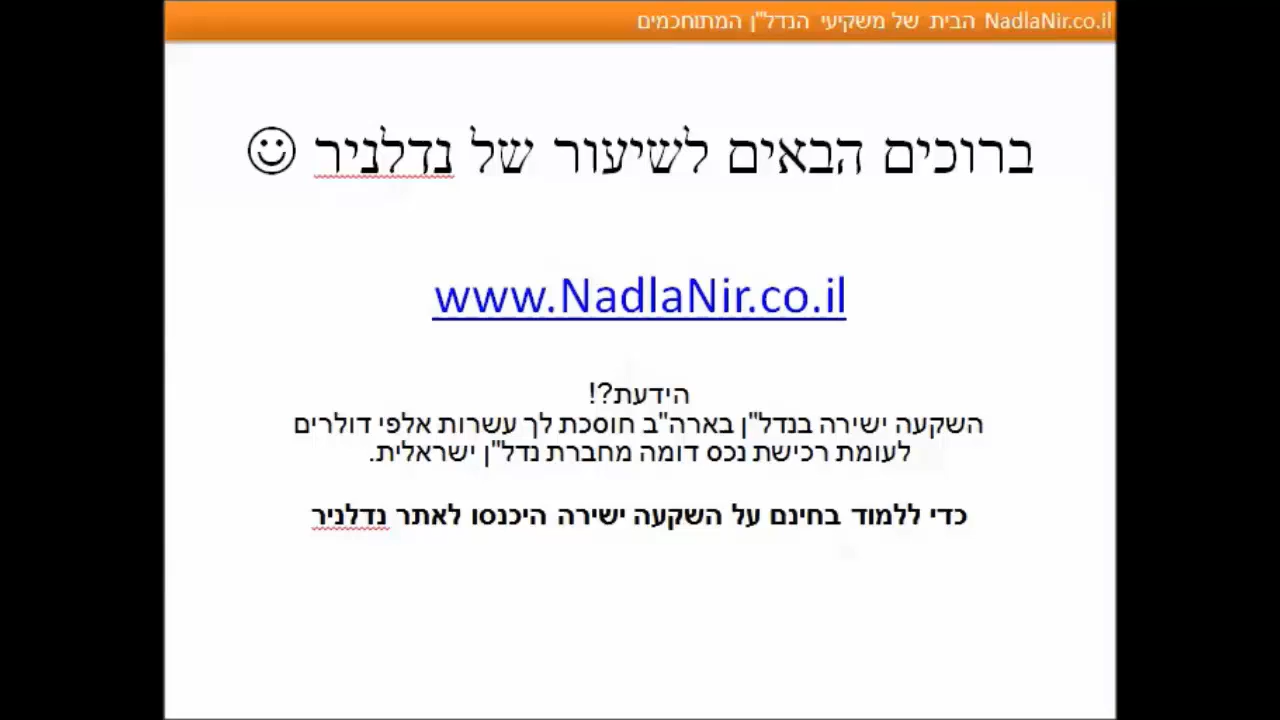 NadlaNir.co.il הבית של משקיעי הנדל"ן המתוחכמים
ברוכים הבאים לשיעור של נדלניר ☺
www.NadlaNir.co.il
הידעת?!
השקעה ישירה בנדל"ן בארה"ב חוסכת לך עשרות אלפי דולרים
לעומת רכישת נכס דומה מחברת נדל"ן ישראלית.
כדי ללמוד בחינם על השקעה ישירה היכנסו לאתר נדלניר